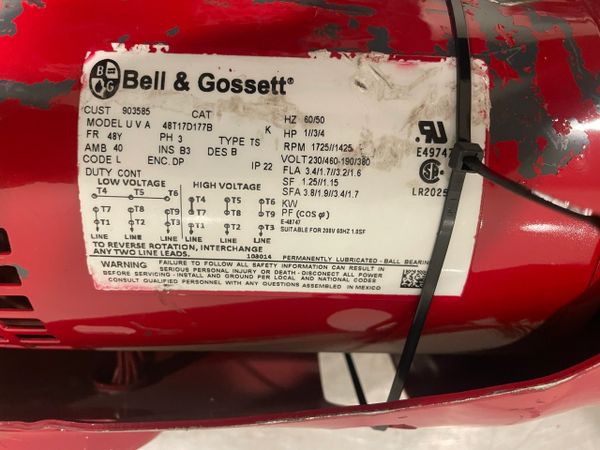 B&G Bell & Gossett®
CUST 903585 CAT
MODEL U V A 48T17D177B K
FR 48Y PH 3 TYPE TS
AMB 40 INS B3 DES B
CODE L ENC. DP IP 22
DUTY CONT
HZ 60/50
HP 1//3/4
RPM 1725//1425
VOLT 230/460-190/380
FLA 3.4/1.7//3.2/1.6
SF 1.25//1.15
SFA 3.8/1.9//3.4/1.7
KW
PF (COS φ)
E-48747
SUITABLE FOR 208V 60HZ 1.0SF
E49747
LR2025
LOW VOLTAGE HIGH VOLTAGE
T4 T5 T6 T4 T5 T6
T7 T8 T9 T7 T8 T9
T1 T2 T3 T1 T2 T3
LINE LINE LINE LINE LINE LINE
TO REVERSE ROTATION, INTERCHANGE
ANY TWO LINE LEADS.
108014 PERMANENTLY LUBRICATED - BALL BEARIN
WARNING FAILURE TO FOLLOW ALL SAFETY INFORMATION CAN RESULT IN
SERIOUS PERSONAL INJURY OR DEATH - DISCONNECT ALL POWER
BEFORE SERVICING - INSTALL AND GROUND PER LOCAL AND NATIONAL CODES
CONSULT QUALIFIED PERSONNEL WITH ANY QUESTIONS ASSEMBLED IN MEXICO